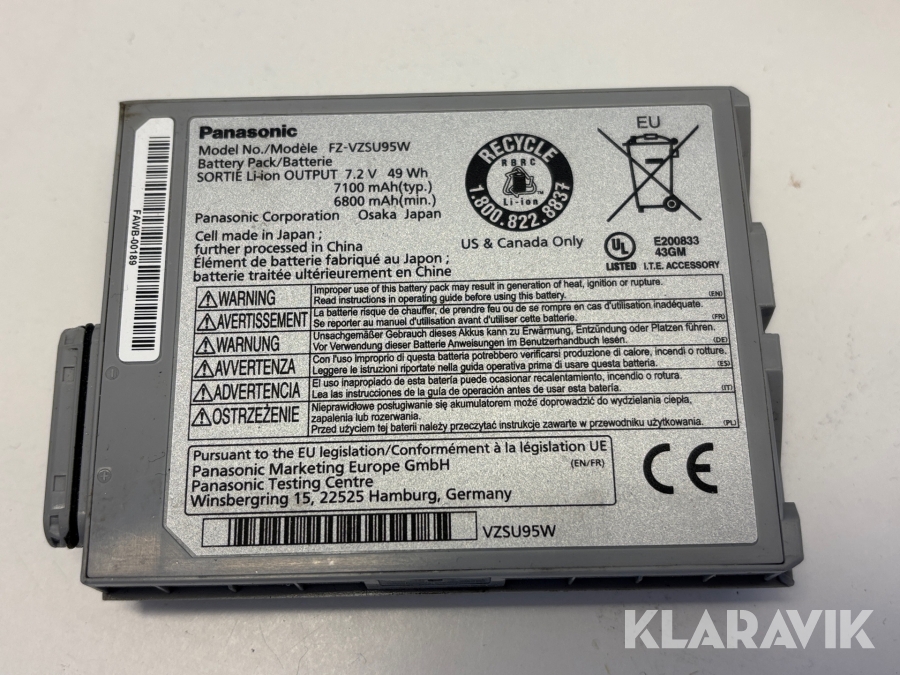 Panasonic
Model No./Modèle FZ-VZSU95W
Battery Pack/Batterie
SORTIE Li-ion OUTPUT 7.2 V 49 Wh
7100 mAh(typ.)
6800 mAh(min.)
Panasonic Corporation Osaka Japan
Cell made in Japan ;
further processed in China
Élément de batterie fabriqué au Japon ;
batterie traitée ultérieurement en Chine
RECYCLE
RBRC
Li-ion
1.800.822.8837
US & Canada Only
EU
UL
LISTED
E200833
43GM
I.T.E. ACCESSORY
FAWB-00189
WARNING
Improper use of this battery pack may result in generation of heat, ignition or rupture.
Read instructions in operating guide before using this battery. (EN)
AVERTISSEMENT
La batterie risque de chauffer, de prendre feu ou de se rompre en cas d'utilisation inadéquate.
Se reporter au manuel d'utilisation avant d'utiliser cette batterie. (FR)
WARNUNG
Unsachgemäßer Gebrauch dieses Akkus kann zu Erwärmung, Entzündung oder Platzen führen.
Vor Verwendung dieser Batterie Anweisungen im Benutzerhandbuch lesen. (DE)
AVVERTENZA
Con l'uso improprio di questa batteria potrebbero verificarsi produzione di calore, incendi o rotture.
Leggere le istruzioni riportate nella guida operativa prima di usare questa batteria. (ES)
ADVERTENCIA
El uso inapropiado de esta batería puede ocasionar recalentamiento, incendio o rotura.
Lea las instrucciones de la guía de operación antes de usar esta batería. (IT)
OSTRZEŻENIE
Nieprawidłowe posługiwanie się akumulatorem może doprowadzić do wydzielania ciepła,
zapalenia lub rozerwania.
Przed użyciem tej baterii należy przeczytać instrukcje zawarte w przewodniku użytkowania. (PL)
Pursuant to the EU legislation/Conformément à la législation UE
Panasonic Marketing Europe GmbH (EN/FR)
Panasonic Testing Centre
Winsbergring 15, 22525 Hamburg, Germany
CE
VZSU95W
KLARAVIK